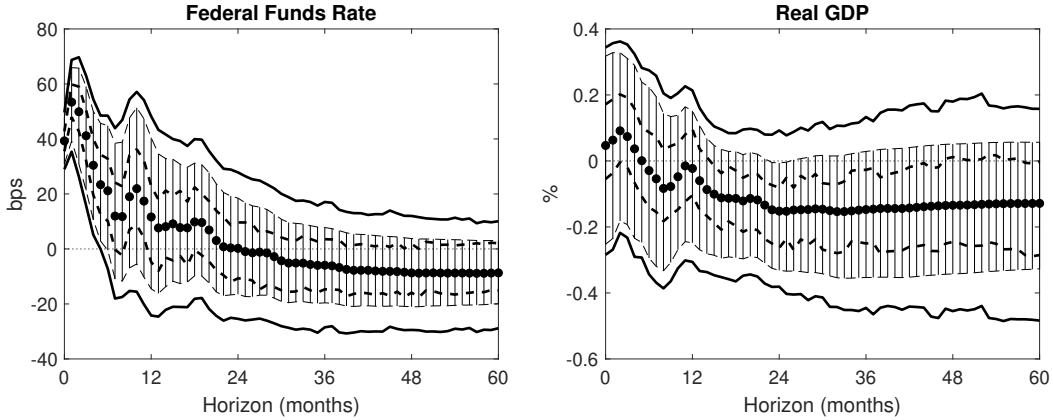 Federal Funds Rate
80
60
40
20
0
-20
-40
bps
0 12 24 36 48 60
Horizon (months)
Real GDP
0.4
0.2
0
-0.2
-0.4
-0.6
%
0 12 24 36 48 60
Horizon (months)